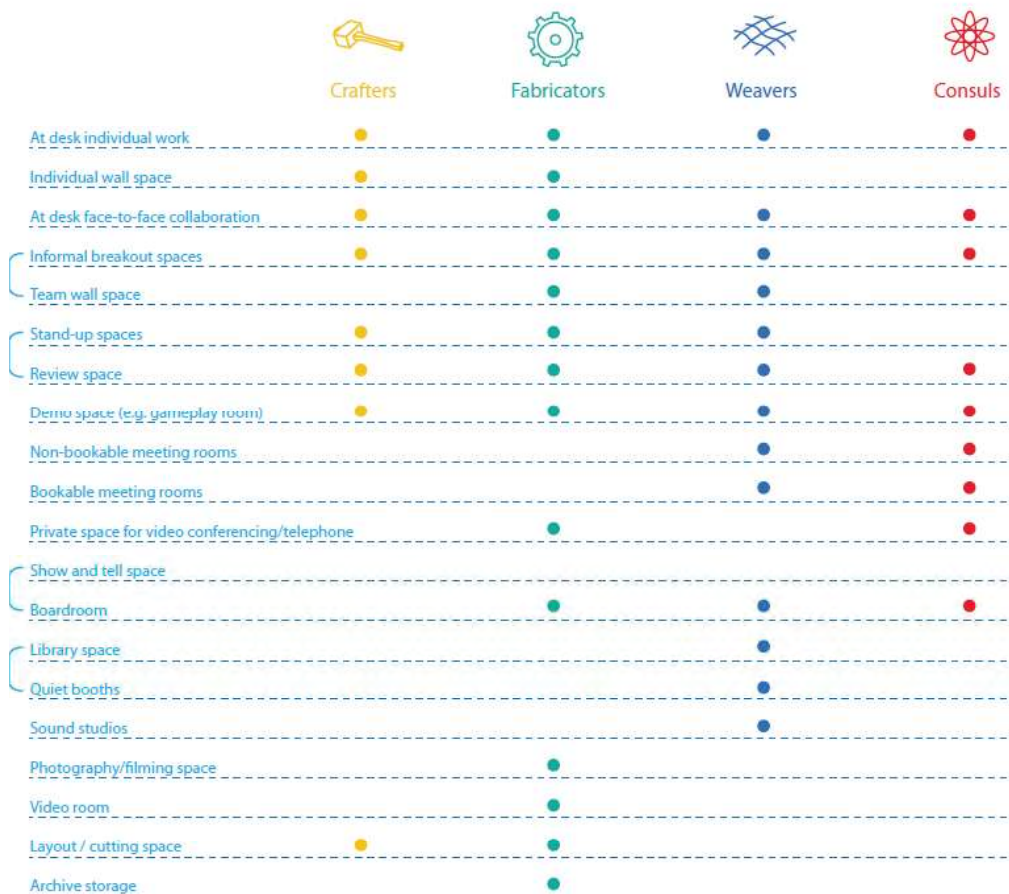 Crafters Fabricators Weavers Consuls
At desk individual work
Individual wall space
At desk face-to-face collaboration
Informal breakout spaces
Team wall space
Stand-up spaces
Review space
Demo space (e.g. gameplay room)
Non-bookable meeting rooms
Bookable meeting rooms
Private space for video conferencing/telephone
Show and tell space
Boardroom
Library space
Quiet booths
Sound studios
Photography/filming space
Video room
Layout / cutting space
Archive storage